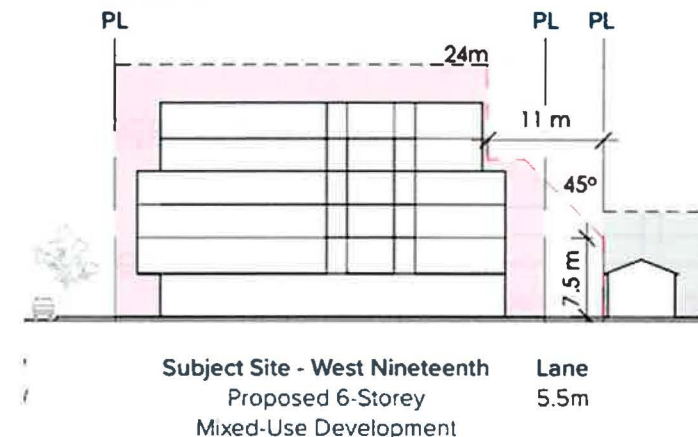 PL PL PL
24m
11 m
45°
7.5 m
Subject Site - West Nineteenth Lane
Proposed 6-Storey 5.5m
Mixed-Use Development